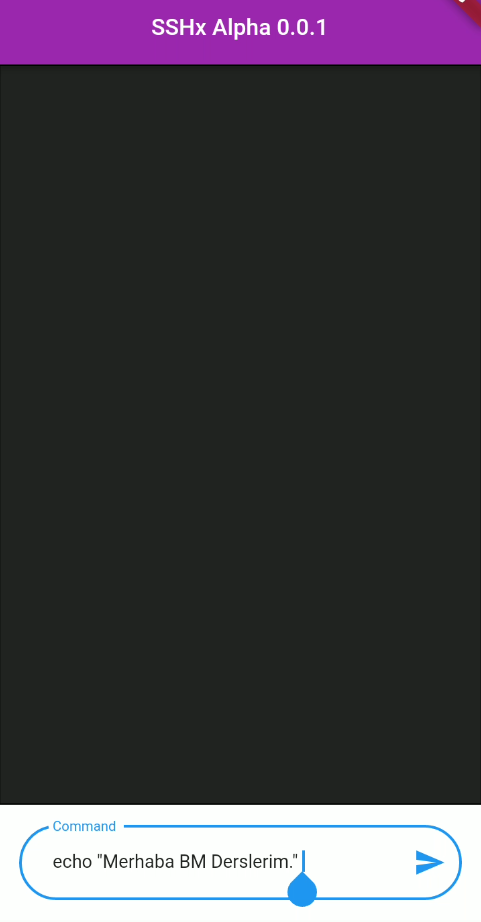 SSHx Alpha 0.0.1
Command
echo "Merhaba BM Derslerim."